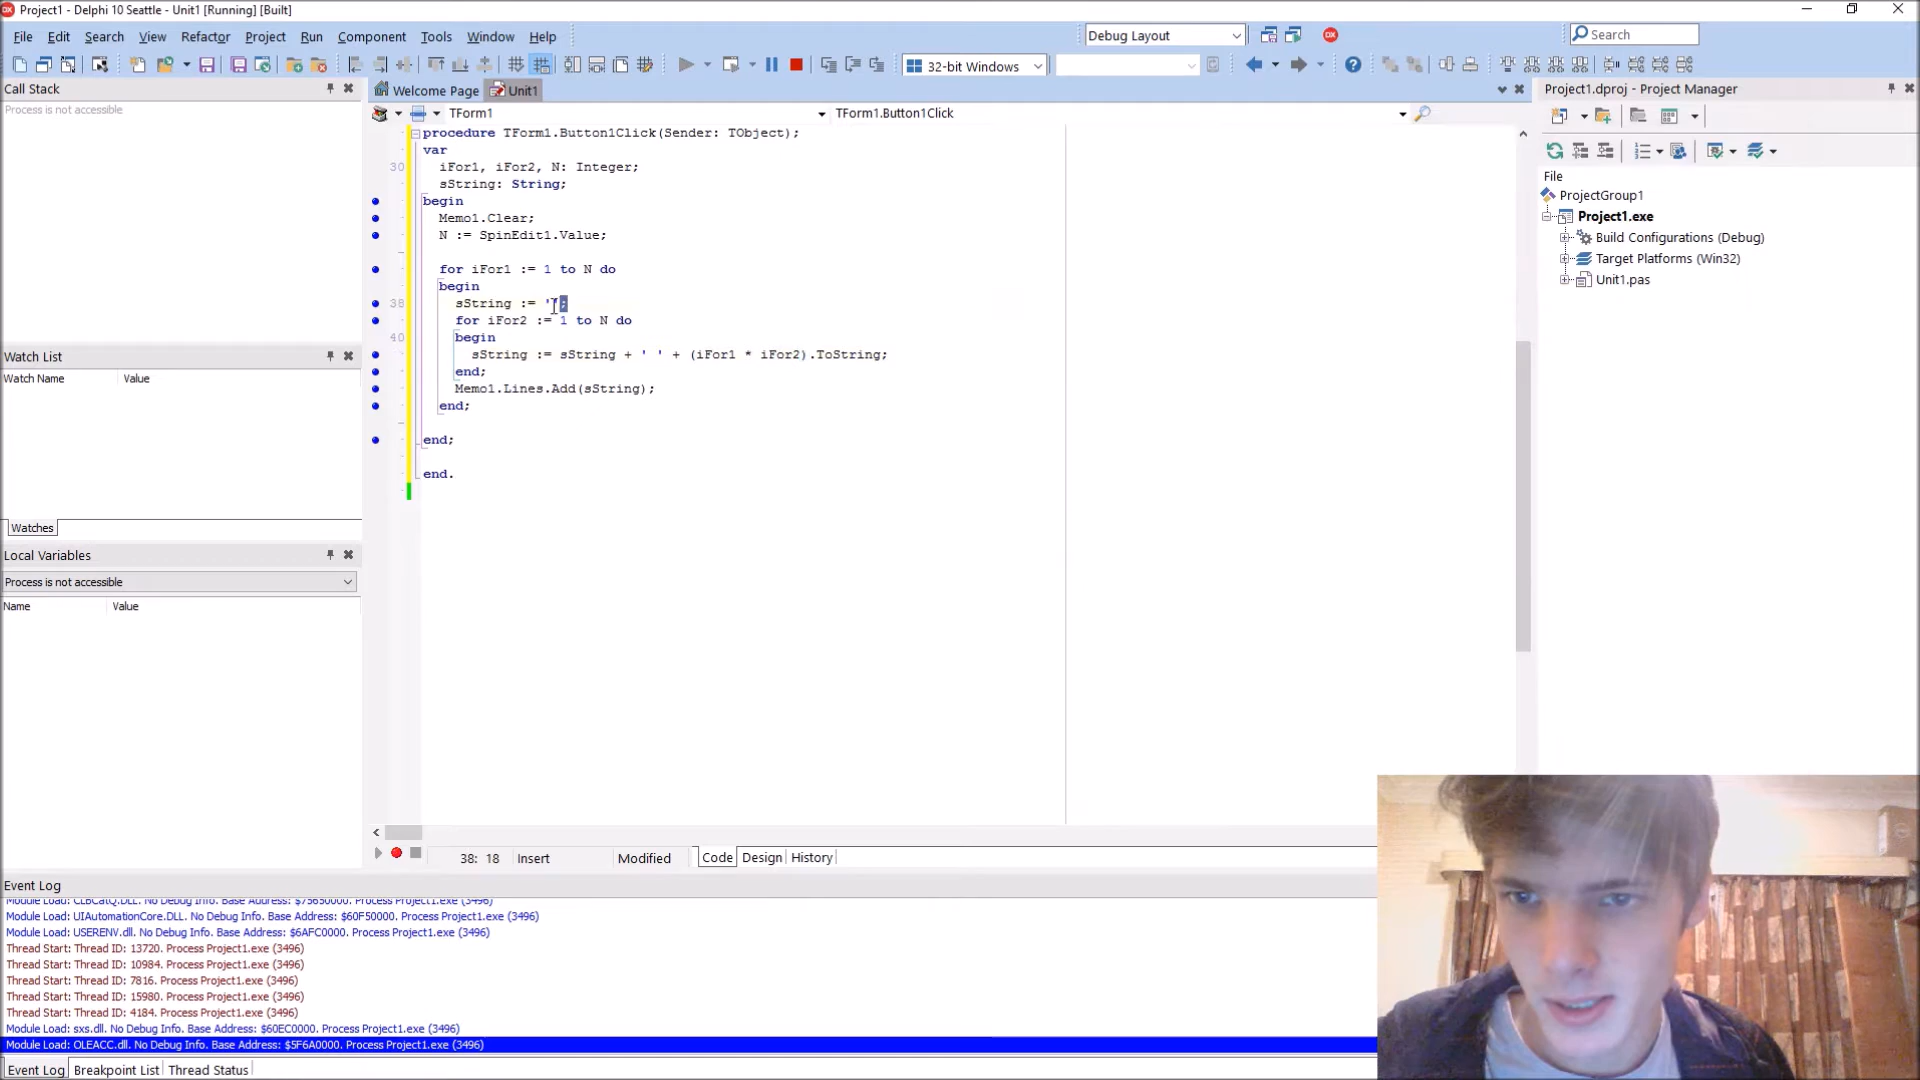 Project1 - Delphi 10 Seattle - Unit1 [Running] [Built]
File Edit Search View Refactor Project Run Component Tools Window Help
Debug Layout
Search
32-bit Windows
Call Stack
Process is not accessible
Welcome Page Unit1
Project1.dproj - Project Manager
TForm1
TForm1.Button1Click
procedure TForm1.Button1Click(Sender: TObject);
var
30 iFor1, iFor2, N: Integer;
sString: String;
begin
Memo1.Clear;
N := SpinEdit1.Value;
for iFor1 := 1 to N do
begin
38 sString := '';
for iFor2 := 1 to N do
40 begin
sString := sString + ' ' + (iFor1 * iFor2).ToString;
end;
Memo1.Lines.Add(sString);
end;
end;
end.
File
ProjectGroup1
Project1.exe
Build Configurations (Debug)
Target Platforms (Win32)
Unit1.pas
Watch List
Watch Name Value
Watches
Local Variables
Process is not accessible
Name Value
38: 18 Insert Modified Code Design History
Event Log
Module Load: CLBCatQ.DLL. No Debug Info. Base Address: $75650000. Process Project1.exe (3496)
Module Load: UIAutomationCore.DLL. No Debug Info. Base Address: $60F50000. Process Project1.exe (3496)
Module Load: USERENV.dll. No Debug Info. Base Address: $6AFC0000. Process Project1.exe (3496)
Thread Start: Thread ID: 13720. Process Project1.exe (3496)
Thread Start: Thread ID: 10984. Process Project1.exe (3496)
Thread Start: Thread ID: 7816. Process Project1.exe (3496)
Thread Start: Thread ID: 15980. Process Project1.exe (3496)
Thread Start: Thread ID: 4184. Process Project1.exe (3496)
Module Load: sxs.dll. No Debug Info. Base Address: $60EC0000. Process Project1.exe (3496)
Module Load: OLEACC.dll. No Debug Info. Base Address: $5F6A0000. Process Project1.exe (3496)
Event Log Breakpoint List Thread Status